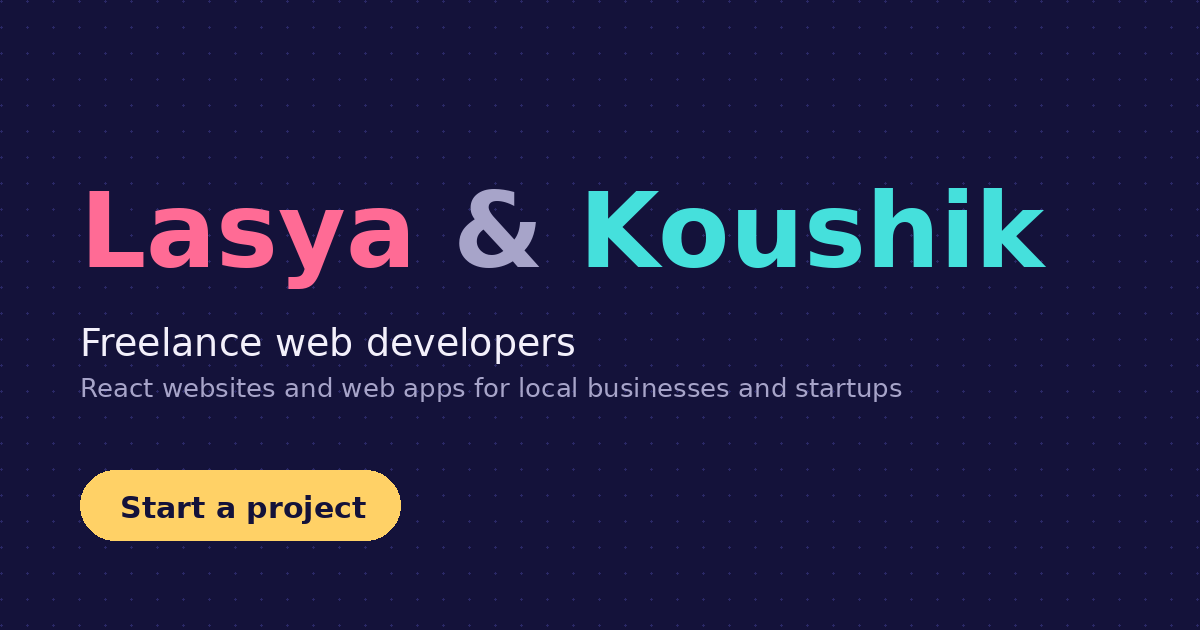 Lasya & Koushik
Freelance web developers
React websites and web apps for local businesses and startups
Start a project